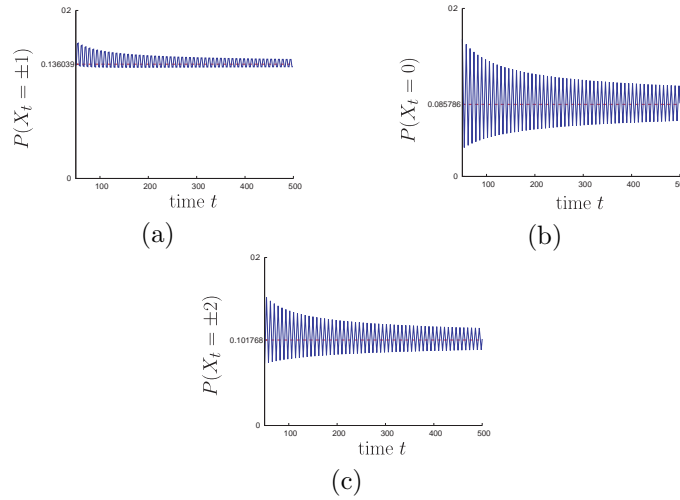 0.2
0.136039
0
100 200 300 400 500
time t
P(X_t = ±1)
(a)
0.2
0.085786
0
100 200 300 400 500
time t
P(X_t = 0)
(b)
0.2
0.101768
0
100 200 300 400 500
time t
P(X_t = ±2)
(c)